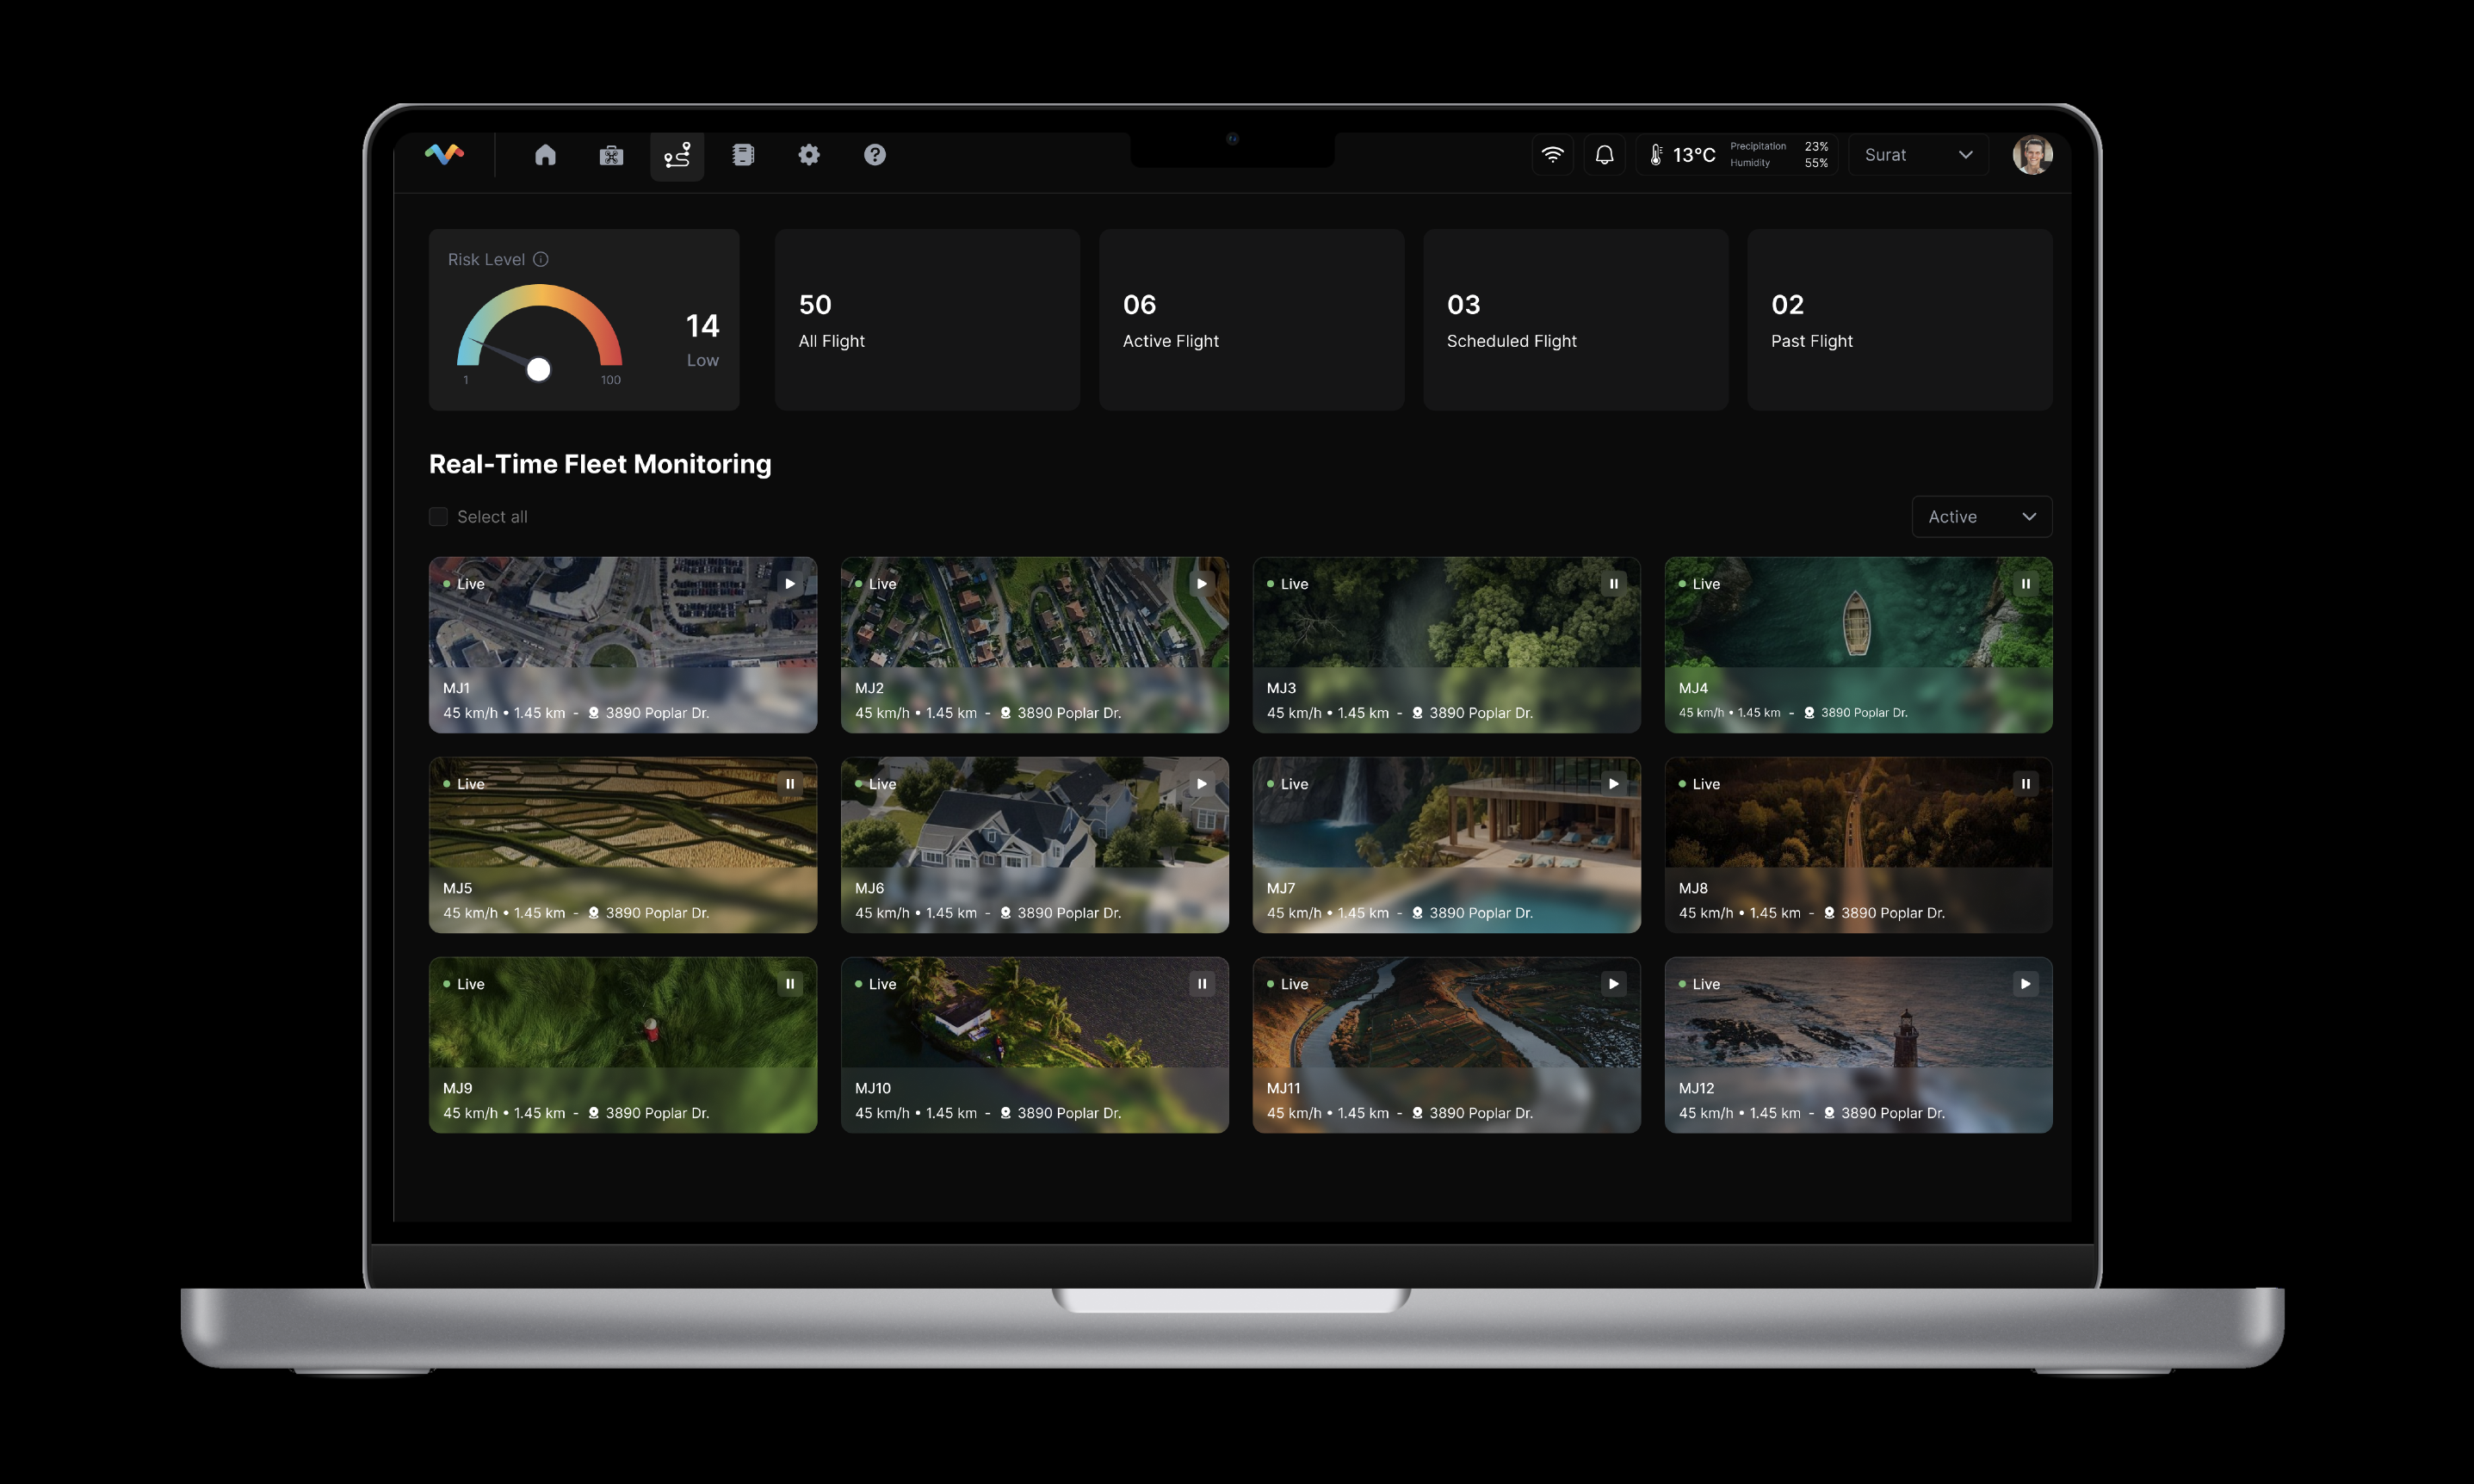 13°C
Precipitation 23%
Humidity 55%
Surat
Risk Level
14
Low
1
100
50
All Flight
06
Active Flight
03
Scheduled Flight
02
Past Flight
Real-Time Fleet Monitoring
Select all
Active
Live
MJ1
45 km/h • 1.45 km - 3890 Poplar Dr.
Live
MJ2
45 km/h • 1.45 km - 3890 Poplar Dr.
Live
MJ3
45 km/h • 1.45 km - 3890 Poplar Dr.
Live
MJ4
45 km/h • 1.45 km - 3890 Poplar Dr.
Live
MJ5
45 km/h • 1.45 km - 3890 Poplar Dr.
Live
MJ6
45 km/h • 1.45 km - 3890 Poplar Dr.
Live
MJ7
45 km/h • 1.45 km - 3890 Poplar Dr.
Live
MJ8
45 km/h • 1.45 km - 3890 Poplar Dr.
Live
MJ9
45 km/h • 1.45 km - 3890 Poplar Dr.
Live
MJ10
45 km/h • 1.45 km - 3890 Poplar Dr.
Live
MJ11
45 km/h • 1.45 km - 3890 Poplar Dr.
Live
MJ12
45 km/h • 1.45 km - 3890 Poplar Dr.